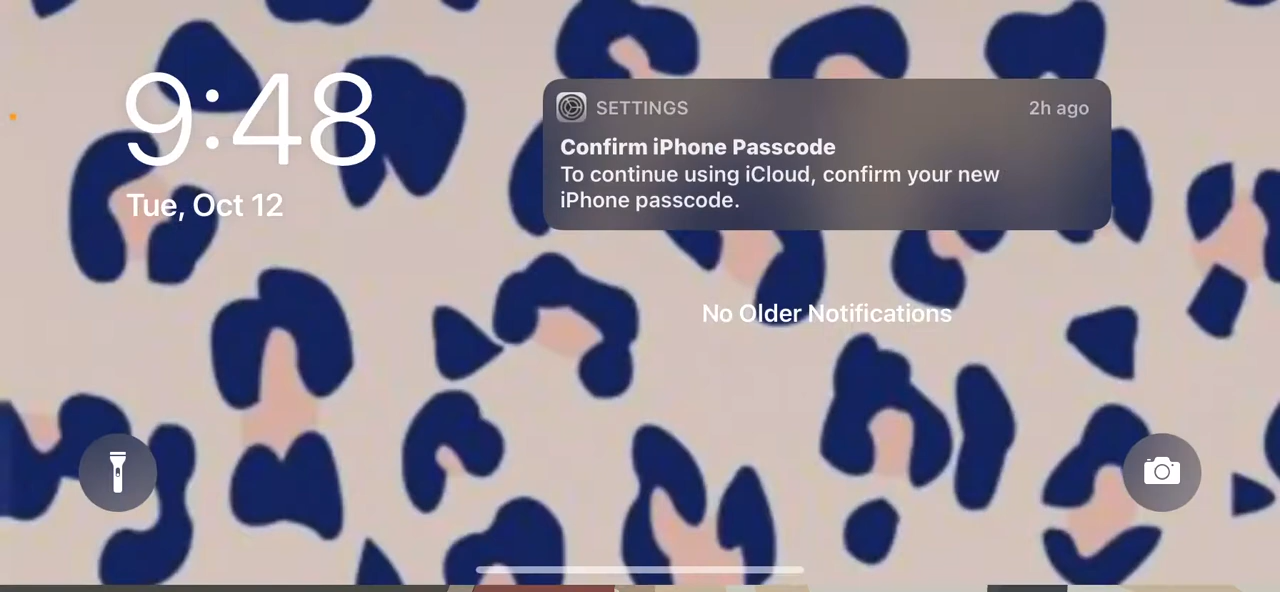 9:48
Tue, Oct 12
SETTINGS 2h ago
Confirm iPhone Passcode
To continue using iCloud, confirm your new
iPhone passcode.
No Older Notifications